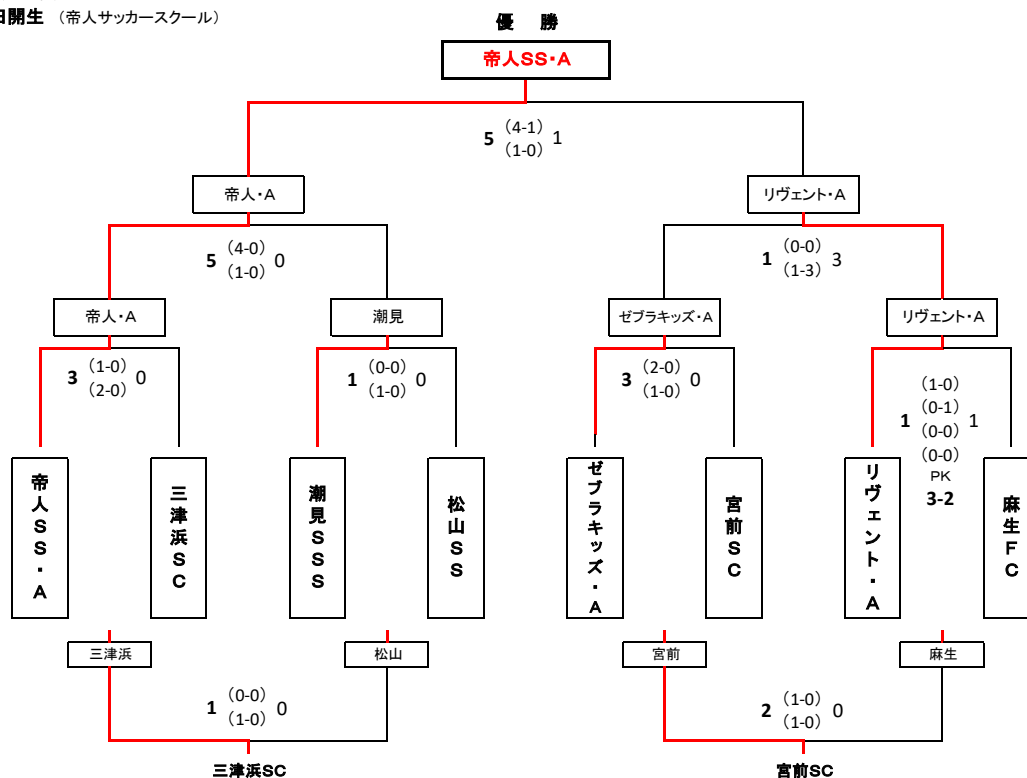 開生 （帝人サッカースクール）
優 勝
帝人SS・A
5 (4-1) 1
(1-0)
帝人・A
リヴェント・A
5 (4-0) 0
(1-0)
1 (0-0) 3
(1-3)
帝人・A
潮見
ゼブラキッズ・A
リヴェント・A
3 (1-0) 0
(2-0)
1 (0-0) 0
(1-0)
3 (2-0) 0
(1-0)
(1-0)
(0-1)
1 1
(0-0)
(0-0)
PK
3-2
帝人SS・A
三津浜SC
潮見SSS
松山SS
ゼブラキッズ・A
宮前SC
リヴェント・A
麻生FC
三津浜
松山
宮前
麻生
1 (0-0) 0
(1-0)
2 (1-0) 0
(1-0)
三津浜SC
宮前SC